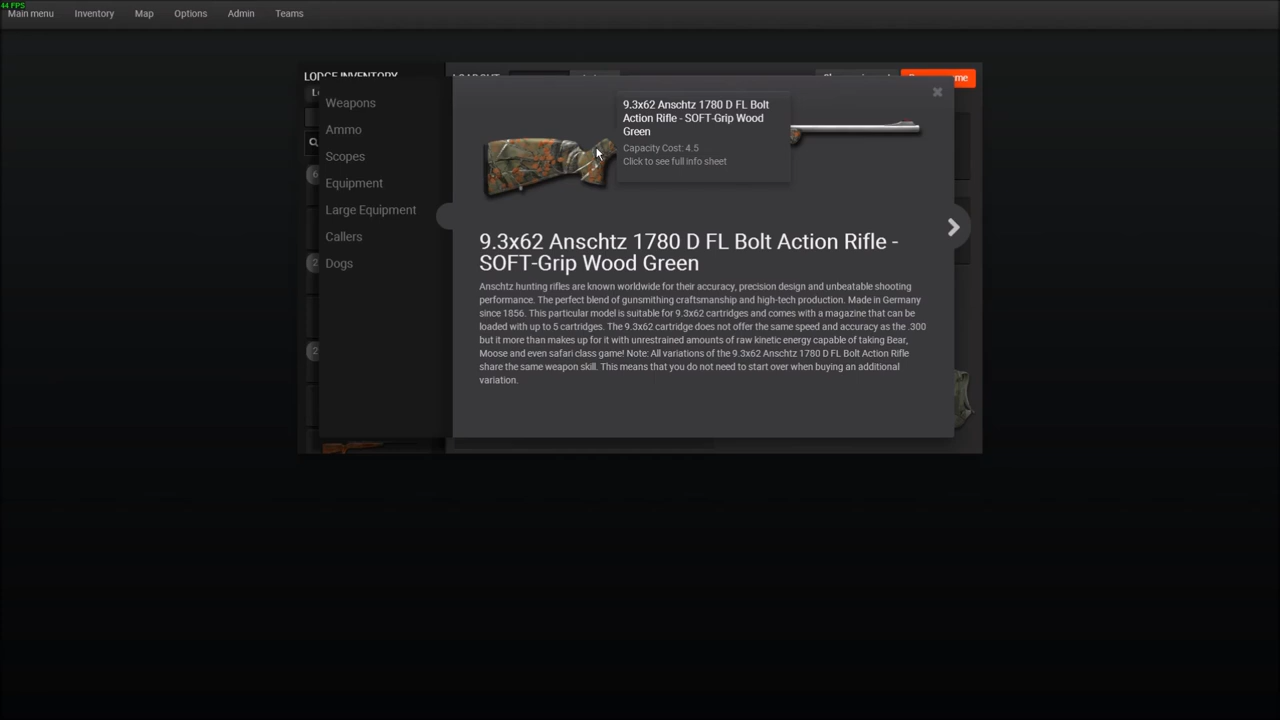 44 FPS
Main menu
Inventory
Map
Options
Admin
Teams
LODGE INVENTORY
LOADOUT
Weapons
Ammo
Scopes
Equipment
Large Equipment
Callers
Dogs
9.3x62 Anschtz 1780 D FL Bolt
Action Rifle - SOFT-Grip Wood
Green
Capacity Cost: 4.5
Click to see full info sheet
9.3x62 Anschtz 1780 D FL Bolt Action Rifle -
SOFT-Grip Wood Green
Anschtz hunting rifles are known worldwide for their accuracy, precision design and unbeatable shooting
performance. The perfect blend of gunsmithing craftsmanship and high-tech production. Made in Germany
since 1856. This particular model is suitable for 9.3x62 cartridges and comes with a magazine that can be
loaded with up to 5 cartridges. The 9.3x62 cartridge does not offer the same speed and accuracy as the .300
but it more than makes up for it with unrestrained amounts of raw kinetic energy capable of taking Bear,
Moose and even safari class game! Note: All variations of the 9.3x62 Anschtz 1780 D FL Bolt Action Rifle
share the same weapon skill. This means that you do not need to start over when buying an additional
variation.